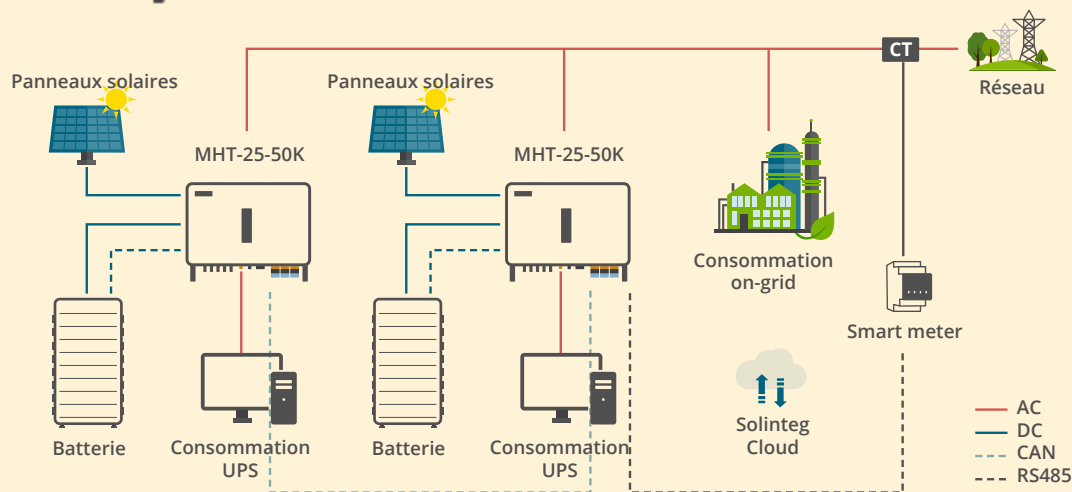 CT
Réseau
Panneaux solaires
Panneaux solaires
MHT-25-50K
MHT-25-50K
Consommation
on-grid
Smart meter
Solinteg
Cloud
Batterie
Consommation
UPS
Batterie
Consommation
UPS
AC
DC
CAN
RS485